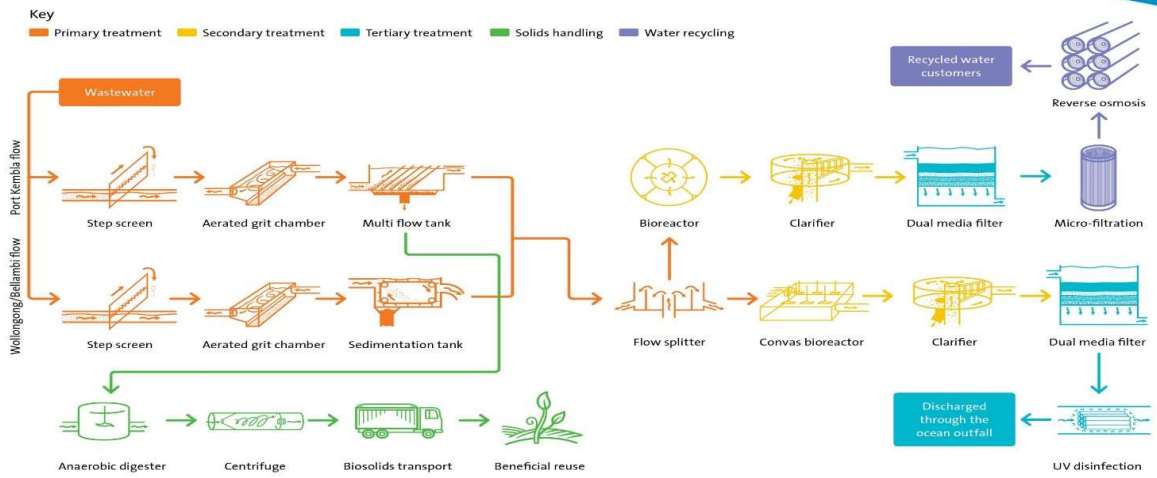 Key
Primary treatment
Secondary treatment
Tertiary treatment
Solids handling
Water recycling
Wastewater
Recycled water
customers
Reverse osmosis
Port Kembla flow
Step screen
Aerated grit chamber
Multi flow tank
Bioreactor
Clarifier
Dual media filter
Micro-filtration
Wollongong/Bellambi flow
Step screen
Aerated grit chamber
Sedimentation tank
Flow splitter
Convas bioreactor
Clarifier
Dual media filter
Discharged
through the
ocean outfall
Anaerobic digester
Centrifuge
Biosolids transport
Beneficial reuse
UV disinfection